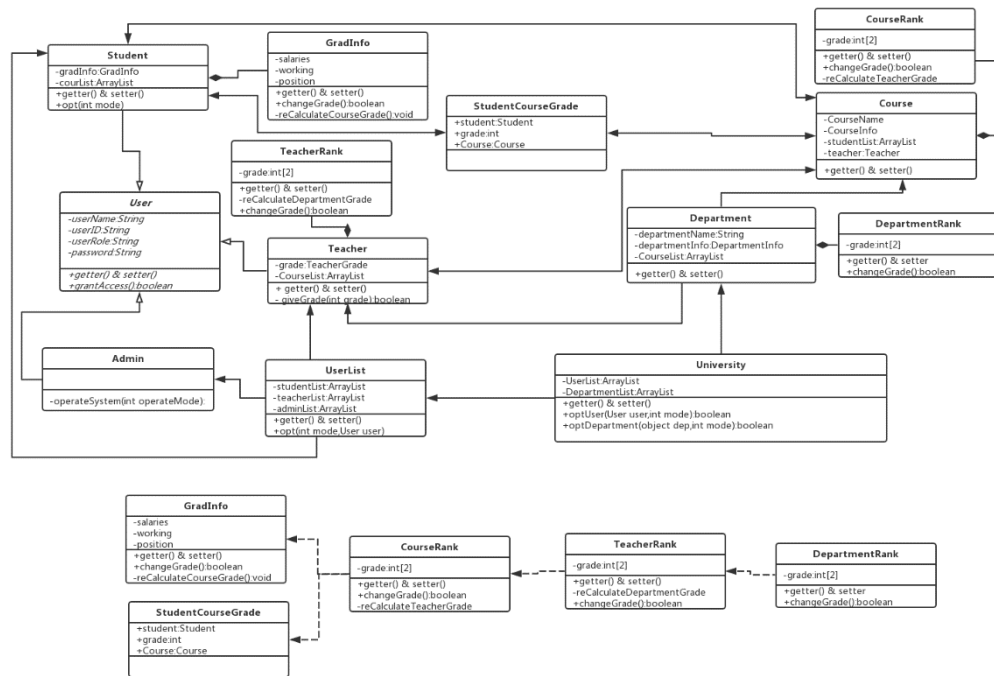 CourseRank
-grade:int[2]
+getter() & setter()
+changeGrade():boolean
-reCalculateTeacherGrade
GradInfo
-salaries
-working
-position
+getter() & setter()
+changeGrade():boolean
-reCalculateCourseGrade():void
Student
-gradInfo:GradInfo
-courList:ArrayList
+getter() & setter()
+opt(int mode)
StudentCourseGrade
+student:Student
+grade:int
+Course:Course
Course
-CourseName
-CourseInfo
-studentList:ArrayList
-teacher:Teacher
+getter() & setter()
TeacherRank
-grade:int[2]
+getter() & setter()
-reCalculateDepartmentGrade
+changeGrade():boolean
User
-userName:String
-userID:String
-userRole:String
-password:String
+getter() & setter()
+grantAccess():boolean
Teacher
-grade:TeacherGrade
-CourseList:ArrayList
+ getter() & setter()
- giveGrade(int grade):boolean
Department
-departmentName:String
-departmentInfo:DepartmentInfo
-CourseList:ArrayList
+getter() & setter()
DepartmentRank
-grade:int[2]
+getter() & setter
+changeGrade():boolean
Admin
-operateSystem(int operateMode):
UserList
-studentList:ArrayList
-teacherList:ArrayList
-adminList:ArrayList
+getter() & setter()
+opt(int mode,User user)
University
-UserList:ArrayList
-DepartmentList:ArrayList
+getter() & setter()
+optUser(User user,int mode):boolean
+optDepartment(object dep,int mode):boolean
GradInfo
-salaries
-working
-position
+getter() & setter()
+changeGrade():boolean
-reCalculateCourseGrade():void
CourseRank
-grade:int[2]
+getter() & setter()
+changeGrade():boolean
-reCalculateTeacherGrade
TeacherRank
-grade:int[2]
+getter() & setter()
-reCalculateDepartmentGrade
+changeGrade():boolean
DepartmentRank
-grade:int[2]
+getter() & setter
+changeGrade():boolean
StudentCourseGrade
+student:Student
+grade:int
+Course:Course